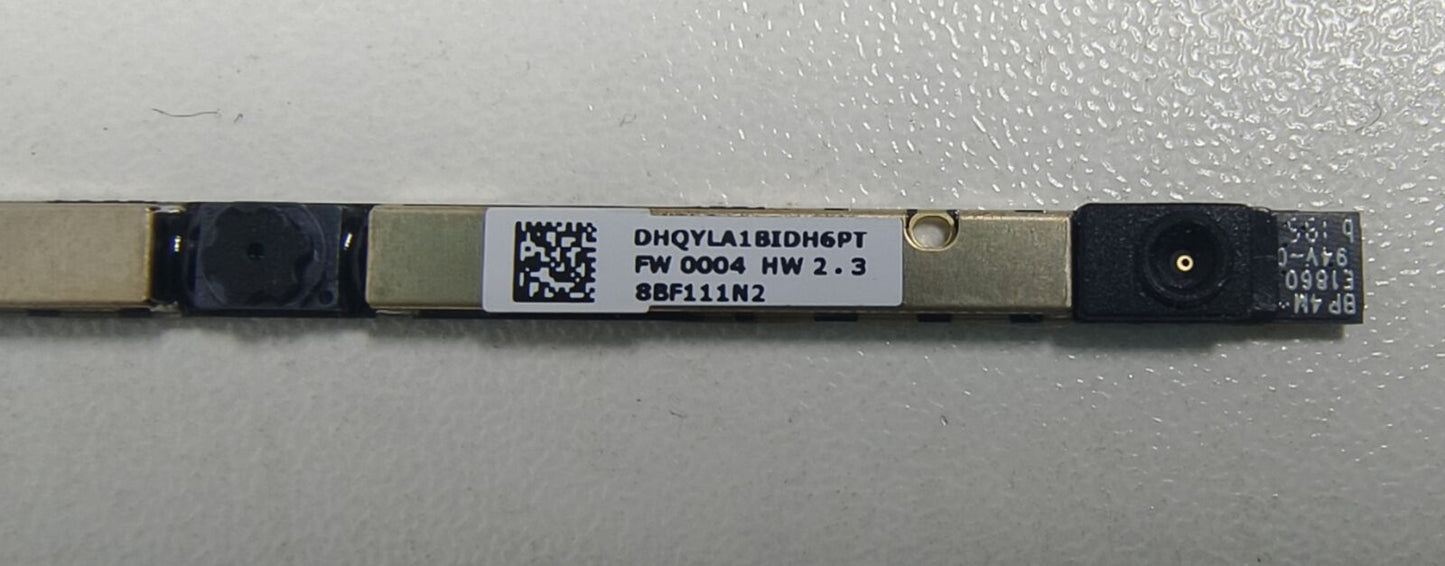 DHQYLA1BIDH6PT
FW 0004 HW 2.3
8BF111N2
BP 4M
E1860
94V-0